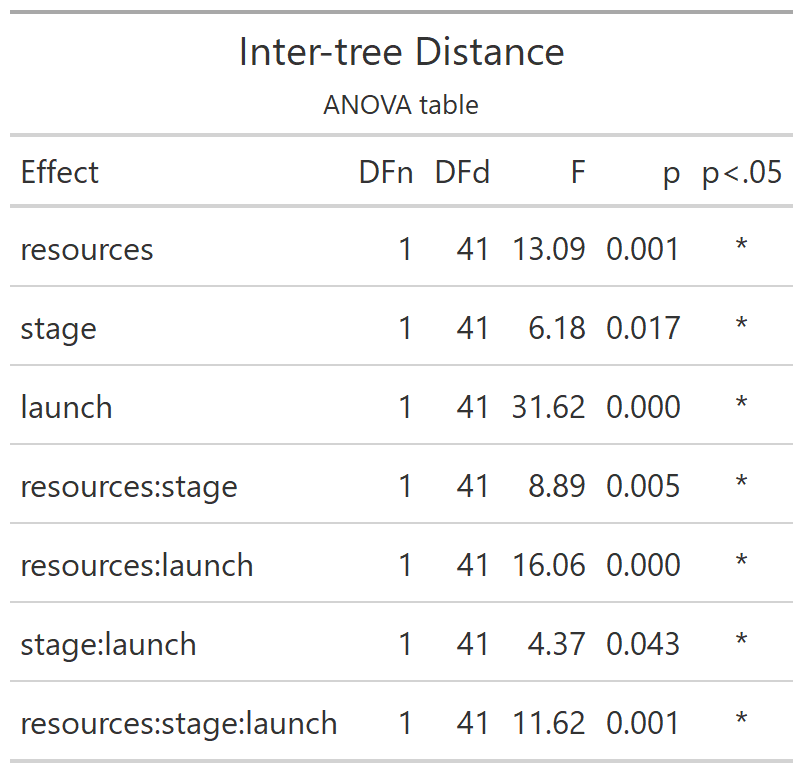 Inter-tree Distance
ANOVA table
Effect DFn DFd F p p<.05
resources 1 41 13.09 0.001 *
stage 1 41 6.18 0.017 *
launch 1 41 31.62 0.000 *
resources:stage 1 41 8.89 0.005 *
resources:launch 1 41 16.06 0.000 *
stage:launch 1 41 4.37 0.043 *
resources:stage:launch 1 41 11.62 0.001 *